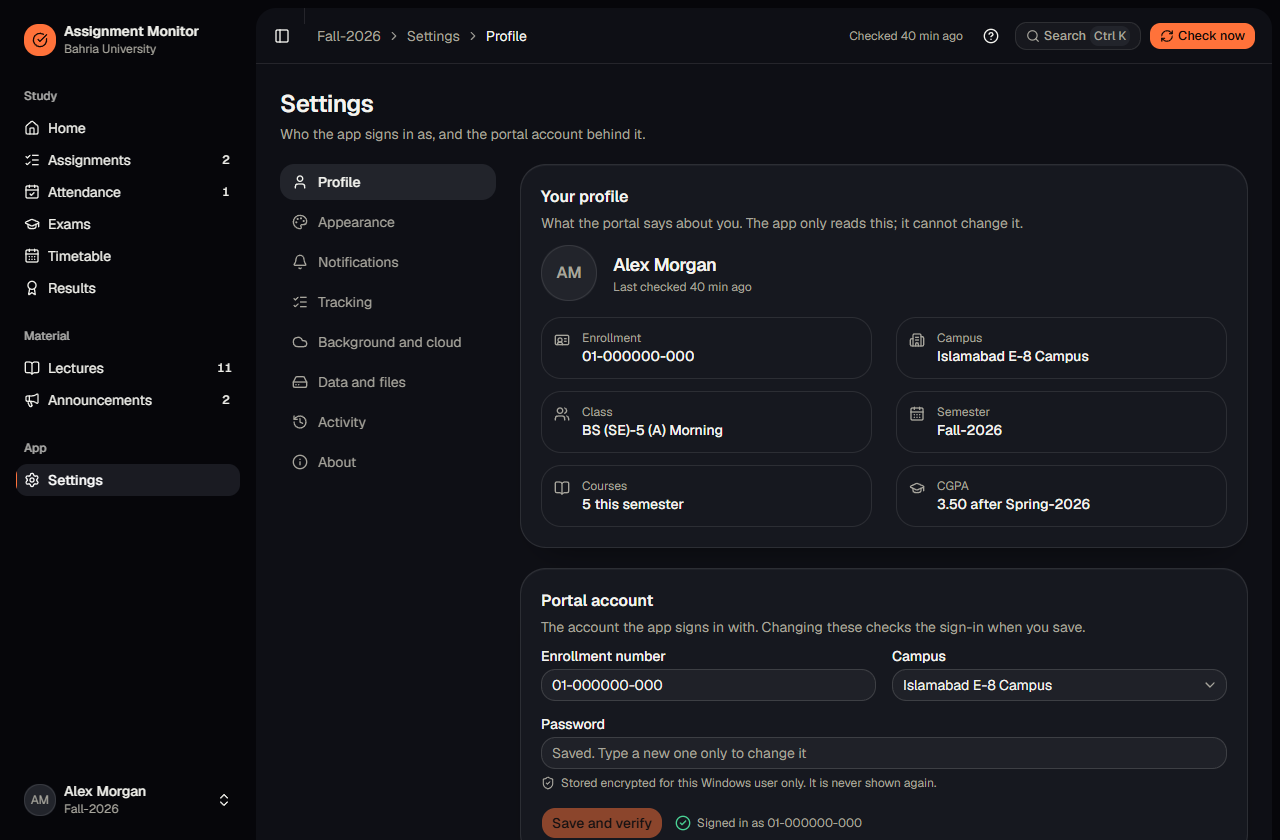 Assignment Monitor
Bahria University
Study
Home
Assignments 2
Attendance 1
Exams
Timetable
Results
Material
Lectures 11
Announcements 2
App
Settings
AM
Alex Morgan
Fall-2026
Fall-2026 > Settings > Profile
Checked 40 min ago
Search Ctrl K
Check now
Settings
Who the app signs in as, and the portal account behind it.
Profile
Appearance
Notifications
Tracking
Background and cloud
Data and files
Activity
About
Your profile
What the portal says about you. The app only reads this; it cannot change it.
AM
Alex Morgan
Last checked 40 min ago
Enrollment
01-000000-000
Campus
Islamabad E-8 Campus
Class
BS (SE)-5 (A) Morning
Semester
Fall-2026
Courses
5 this semester
CGPA
3.50 after Spring-2026
Portal account
The account the app signs in with. Changing these checks the sign-in when you save.
Enrollment number
01-000000-000
Campus
Islamabad E-8 Campus
Password
Saved. Type a new one only to change it
Stored encrypted for this Windows user only. It is never shown again.
Save and verify
Signed in as 01-000000-000